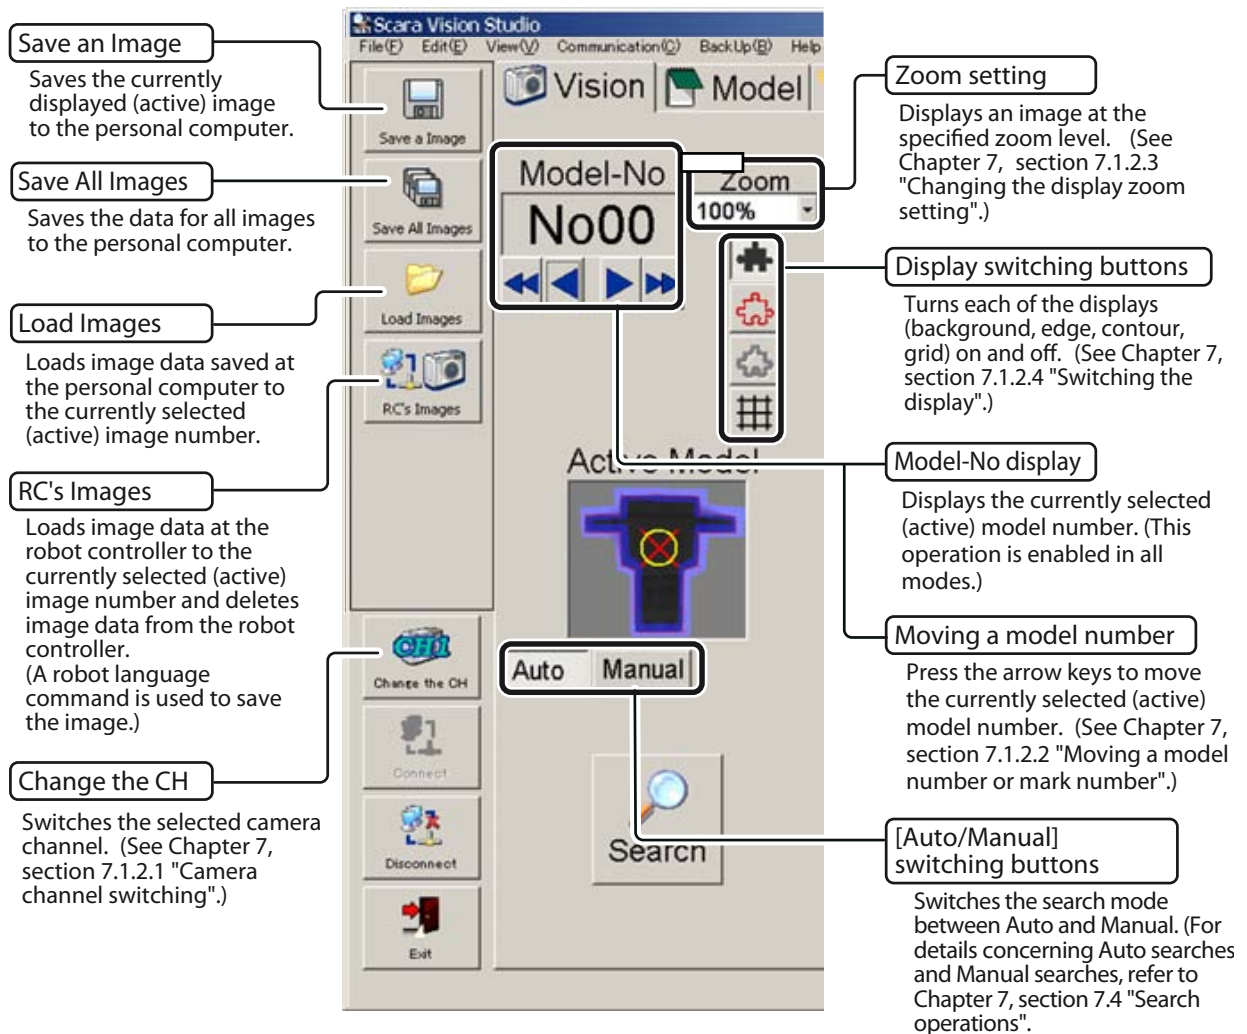 Save an Image
Saves the currently
displayed (active) image
to the personal computer.
Save All Images
Saves the data for all images
to the personal computer.
Load Images
Loads image data saved at
the personal computer to
the currently selected
(active) image number.
RC's Images
Loads image data at the
robot controller to the
currently selected (active)
image number and deletes
image data from the robot
controller.
(A robot language
command is used to save
the image.)
Change the CH
Switches the selected camera
channel. (See Chapter 7,
section 7.1.2.1 "Camera
channel switching".)
Scara Vision Studio
File(F) Edit(E) View(V) Communication(C) BackUp(B) Help
Save a Image
Save All Images
Load Images
RC's Images
CH1
Change the CH
Connect
Disconnect
Exit
Vision Model
Model-No
No00
Zoom
100%
Active Model
Auto Manual
Search
Zoom setting
Displays an image at the
specified zoom level. (See
Chapter 7, section 7.1.2.3
"Changing the display zoom
setting".)
Display switching buttons
Turns each of the displays
(background, edge, contour,
grid) on and off. (See Chapter 7,
section 7.1.2.4 "Switching the
display".)
Model-No display
Displays the currently selected
(active) model number. (This
operation is enabled in all
modes.)
Moving a model number
Press the arrow keys to move
the currently selected (active)
model number. (See Chapter 7,
section 7.1.2.2 "Moving a model
number or mark number".)
[Auto/Manual]
switching buttons
Switches the search mode
between Auto and Manual. (For
details concerning Auto searches
and Manual searches, refer to
Chapter 7, section 7.4 "Search
operations".